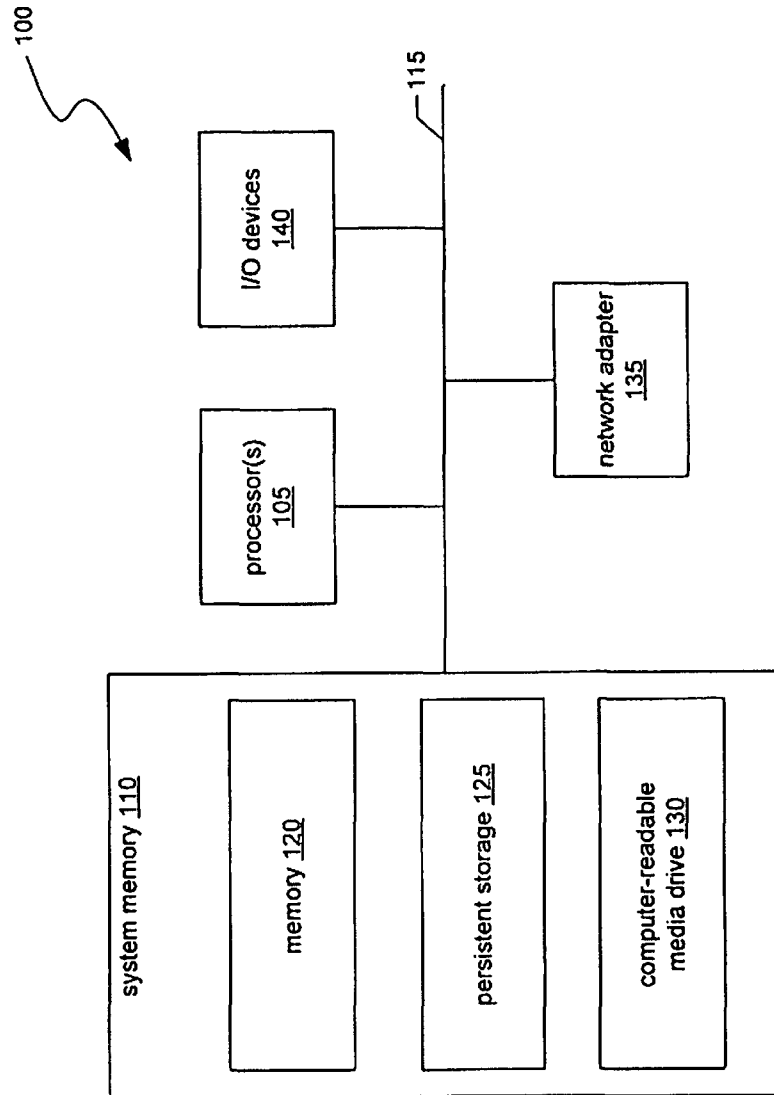 100
system memory 110
memory 120
persistent storage 125
computer-readable
media drive 130
processor(s)
105
I/O devices
140
115
network adapter
135